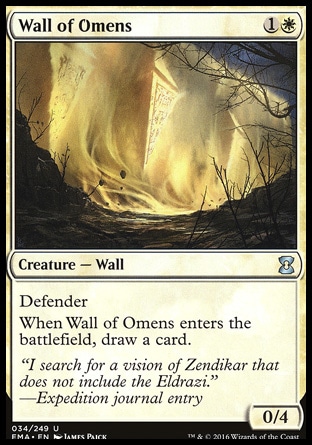 Wall of Omens 1
Creature — Wall
Defender
When Wall of Omens enters the
battlefield, draw a card.
“I search for a vision of Zendikar that
does not include the Eldrazi.”
—Expedition journal entry
0/4
034/249 U
EMA • EN James Paick
™ & © 2016 Wizards of the Coast